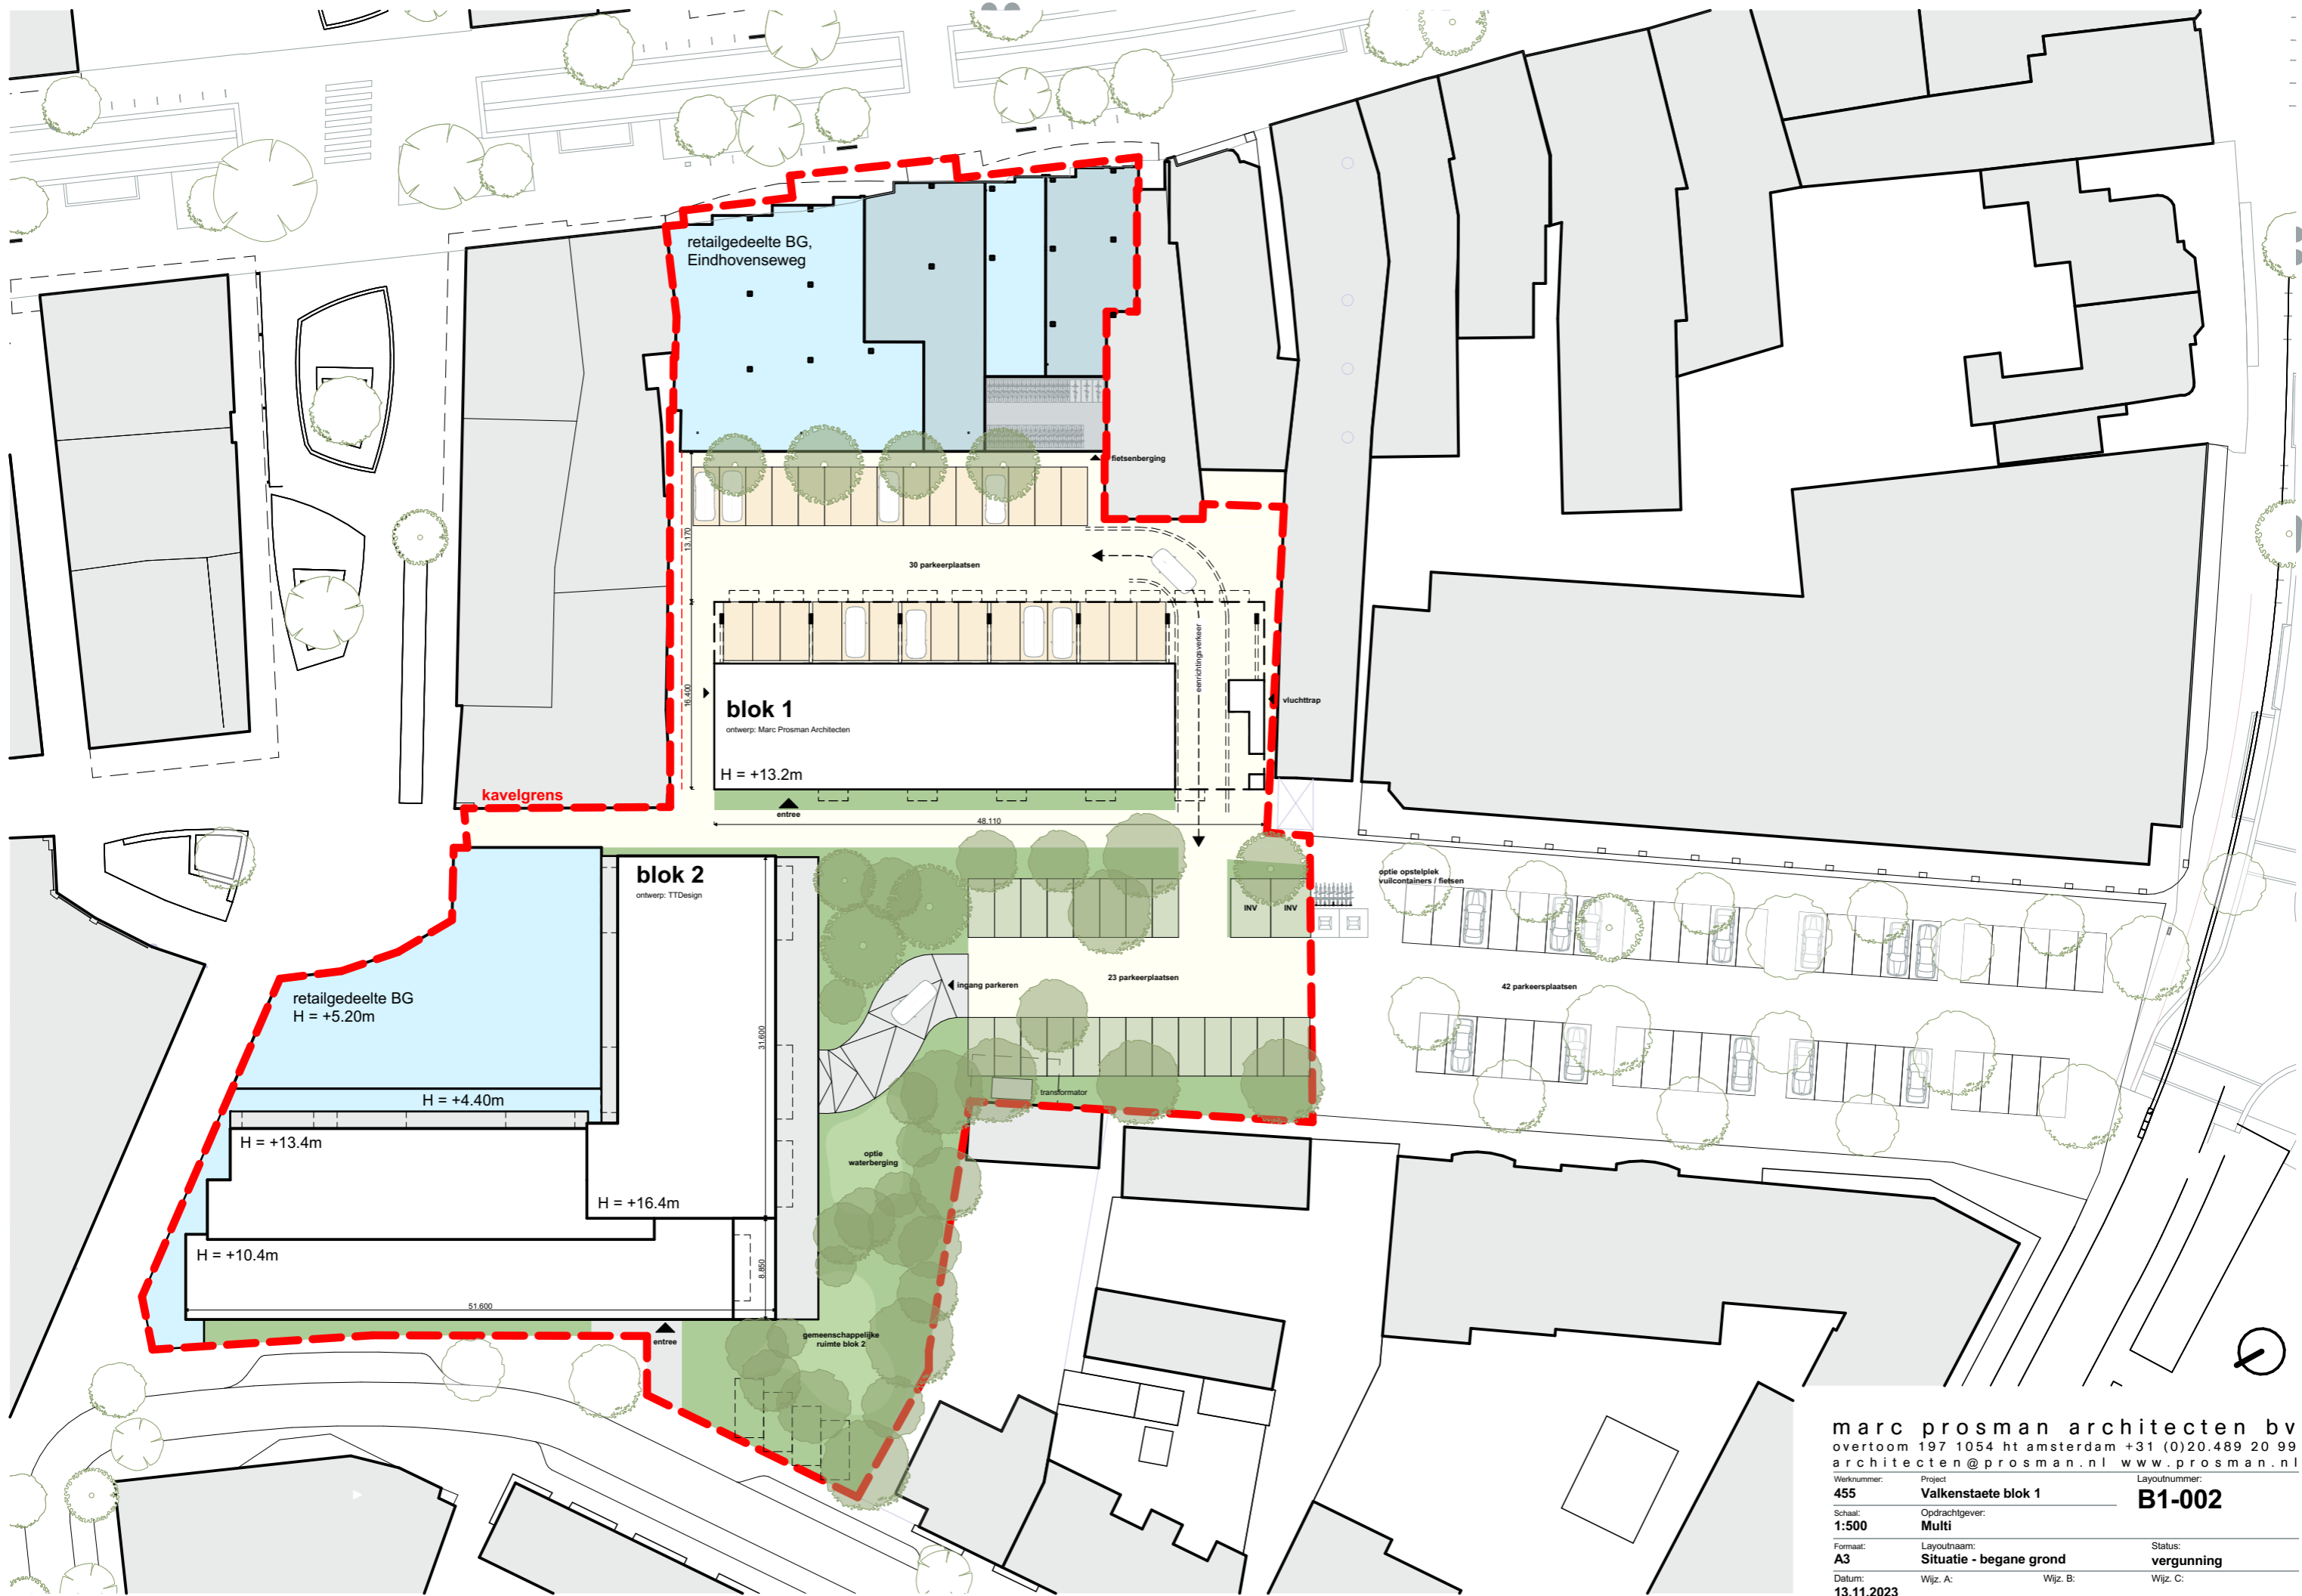 retailgedeelte BG,
Eindhovenseweg
fietsenberging
13.170
30 parkeerplaatsen
eenrichtingsverkeer
16.400
blok 1
ontwerp: Marc Prosman Architecten
vluchttrap
H = +13.2m
kavelgrens
entree
48.110
blok 2
ontwerp: TTDesign
optie opstelplek
vuilcontainers / fietsen
INV
INV
retailgedeelte BG
H = +5.20m
23 parkeerplaatsen
ingang parkeren
42 parkeersplaatsen
31.600
H = +4.40m
transformator
H = +13.4m
optie
waterberging
H = +16.4m
H = +10.4m
8.850
51.600
entree
gemeenschappelijke
ruimte blok 2
marc prosman architecten bv
overtoom 197 1054 ht amsterdam +31 (0)20.489 20 99
architecten@prosman.nl www.prosman.nl
Werknummer: Project Layoutnummer:
455 Valkenstaete blok 1 B1-002
Schaal: Opdrachtgever:
1:500 Multi
Formaat: Layoutnaam: Status:
A3 Situatie - begane grond vergunning
Datum: Wijz. A: Wijz. B: Wijz. C:
13.11.2023